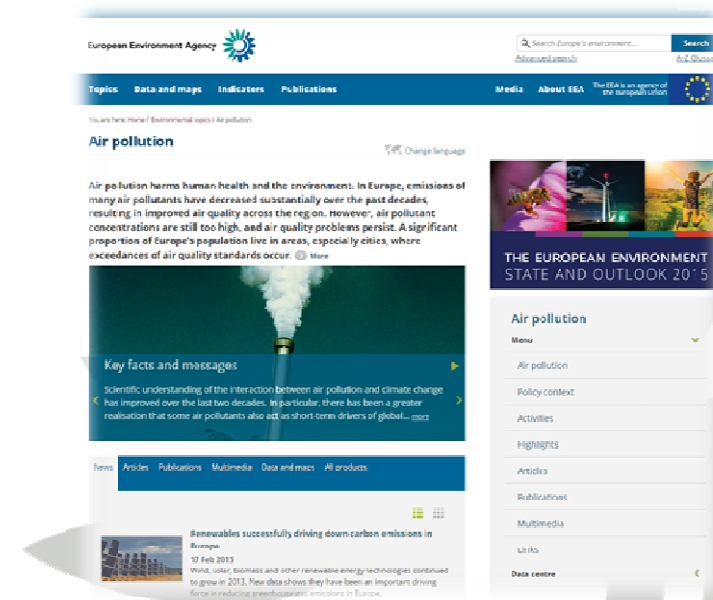 European Environment Agency
Search Europe's environment...
Search
Advanced search
A-Z Glossary
Topics Data and maps Indicators Publications
Media About EEA
The EEA is an agency of
the European Union
You are here: Home / Environmental topics / Air pollution
Air pollution
Change language
Air pollution harms human health and the environment. In Europe, emissions of
many air pollutants have decreased substantially over the past decades,
resulting in improved air quality across the region. However, air pollutant
concentrations are still too high, and air quality problems persist. A significant
proportion of Europe's population live in areas, especially cities, where
exceedances of air quality standards occur. More
Key facts and messages
Scientific understanding of the interaction between air pollution and climate change
has improved over the last two decades. In particular, there has been a greater
realisation that some air pollutants also act as short-term drivers of global... more
News Articles Publications Multimedia Data and maps All products
Renewables successfully driving down carbon emissions in
Europe
17 Feb 2015
Wind, solar, biomass and other renewable energy technologies continued
to grow in 2013. New data shows they have been an important driving
force in reducing greenhouse gas emissions in Europe.
THE EUROPEAN ENVIRONMENT
STATE AND OUTLOOK 2015
Air pollution
Menu
Air pollution
Policy context
Activities
Highlights
Articles
Publications
Multimedia
Links
Data centre